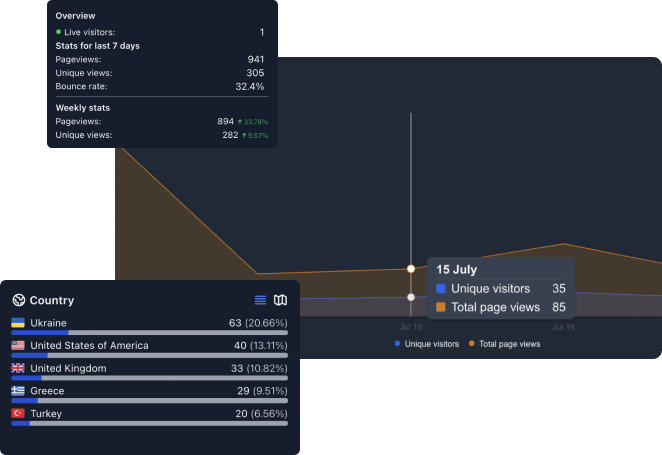 Overview
Live visitors: 1
Stats for last 7 days
Pageviews: 941
Unique views: 305
Bounce rate: 32.4%
Weekly stats
Pageviews: 894 ↑33.78%
Unique views: 282 ↑9.57%
15 July
Unique visitors 35
Total page views 85
Jul 15 Jul 16
Unique visitors Total page views
Country
Ukraine 63 (20.66%)
United States of America 40 (13.11%)
United Kingdom 33 (10.82%)
Greece 29 (9.51%)
Turkey 20 (6.56%)